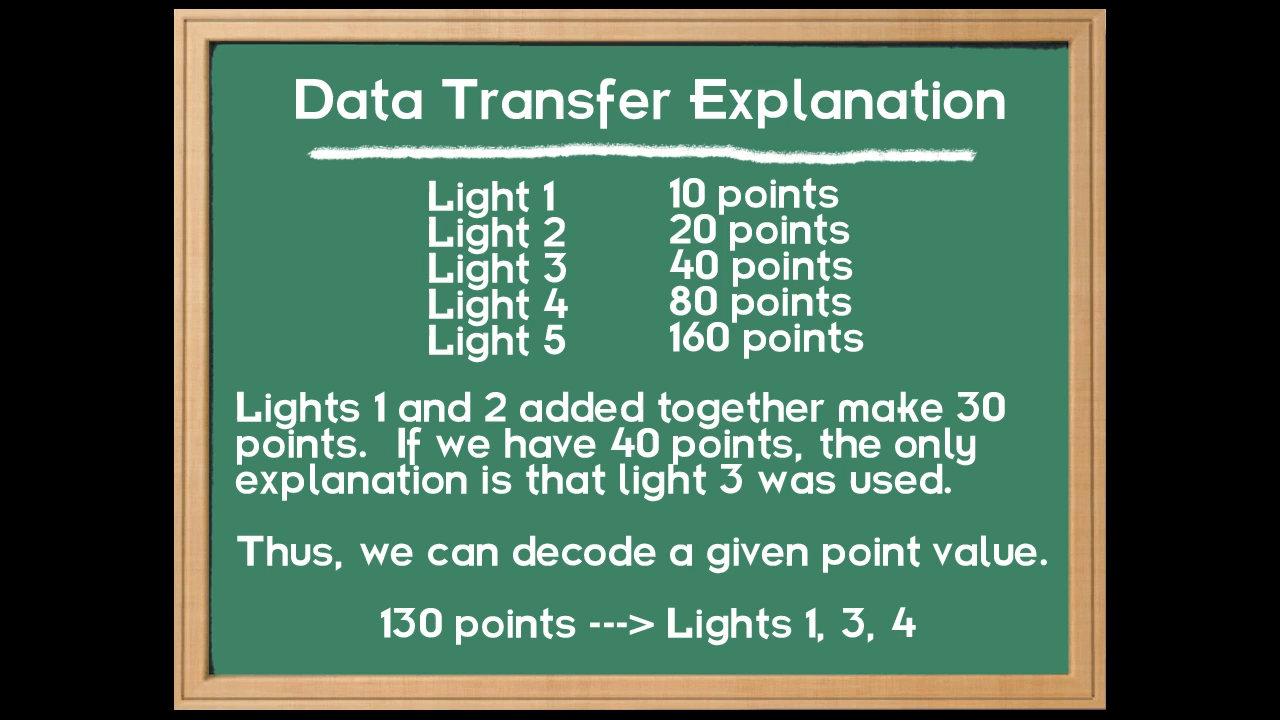 Data Transfer Explanation
Light 1 10 points
Light 2 20 points
Light 3 40 points
Light 4 80 points
Light 5 160 points
Lights 1 and 2 added together make 30
points. If we have 40 points, the only
explanation is that light 3 was used.
Thus, we can decode a given point value.
130 points ---> Lights 1, 3, 4